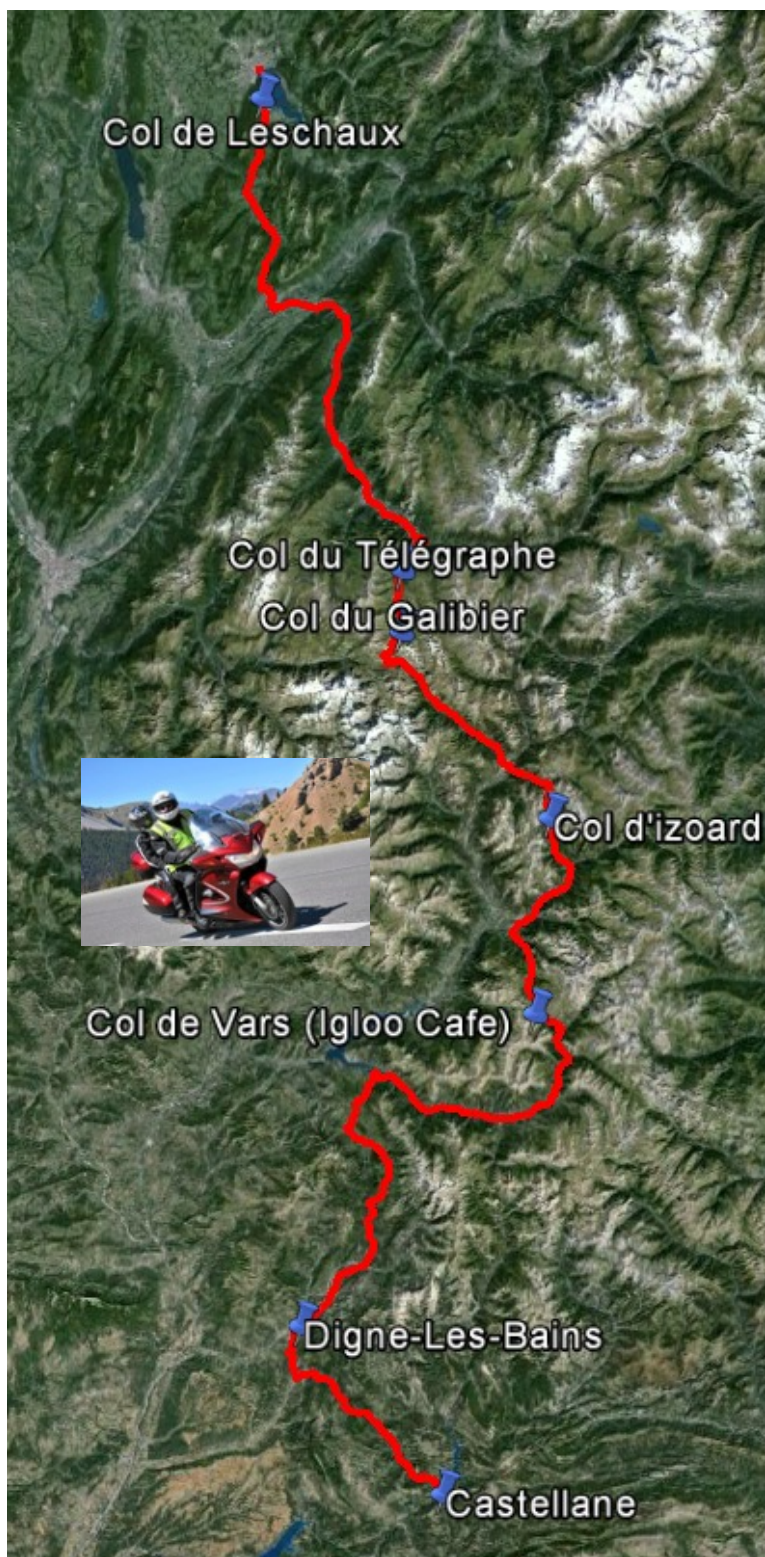 Col de Leschaux
Col du Télégraphe
Col du Galibier
Col d'izoard
Col de Vars (Igloo Cafe)
Digne-Les-Bains
Castellane